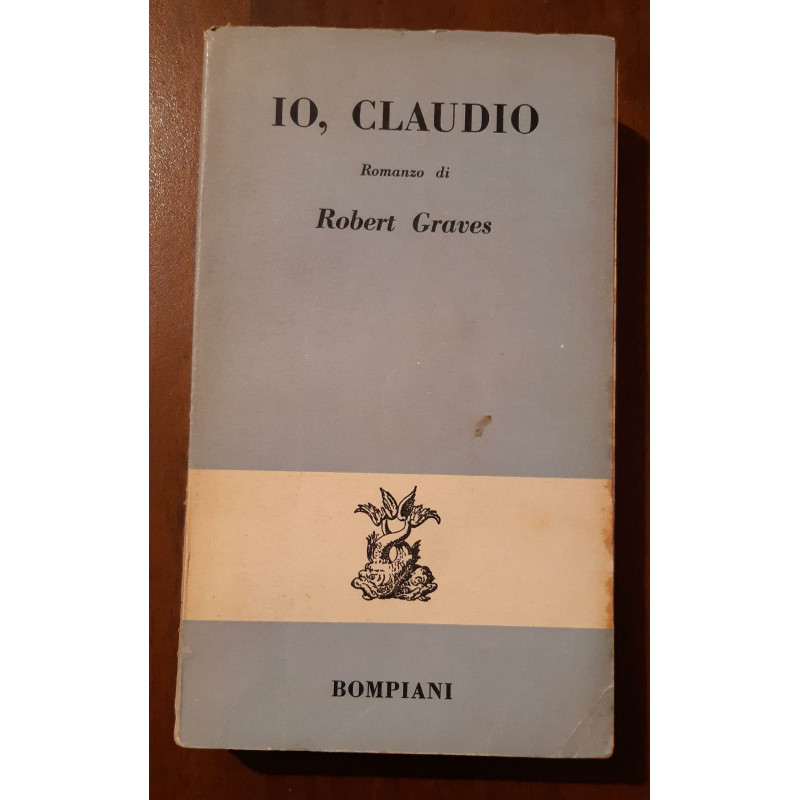 IO, CLAUDIO
Romanzo di
Robert Graves
BOMPIANI